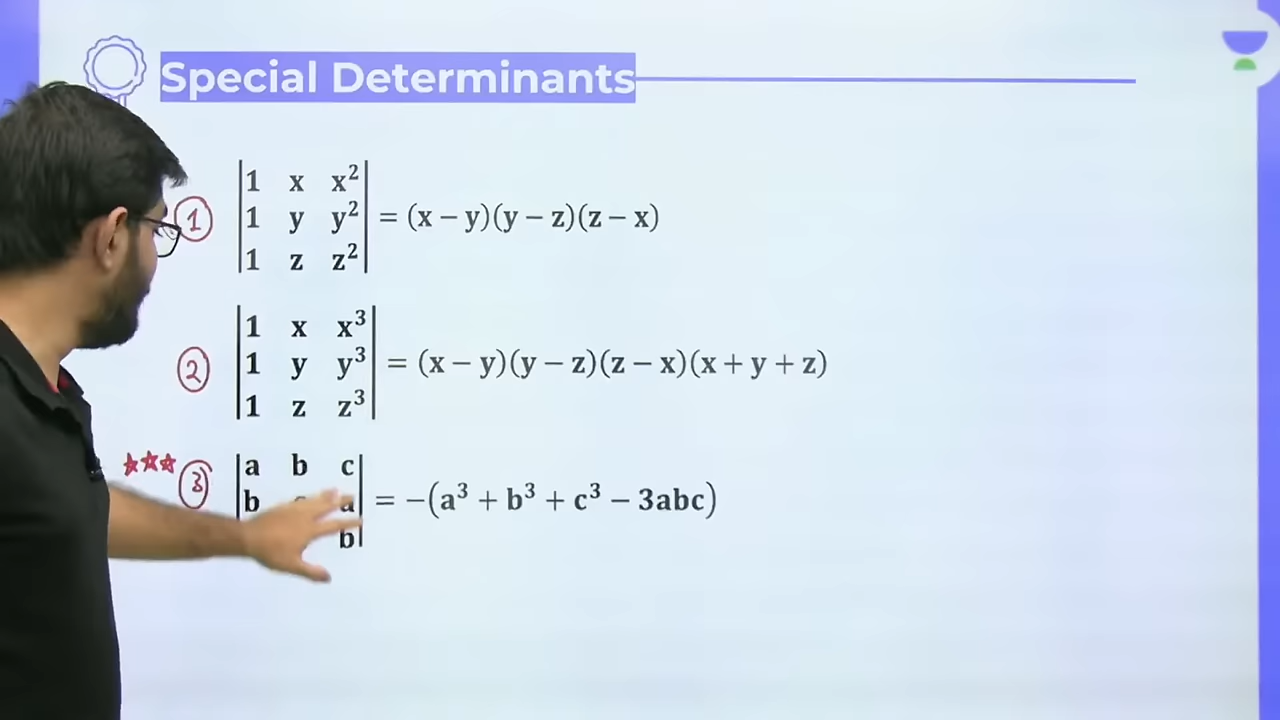 Special Determinants
① |1 x x²|
|1 y y²| = (x – y)(y – z)(z – x)
|1 z z²|
② |1 x x³|
|1 y y³| = (x – y)(y – z)(z – x)(x + y + z)
|1 z z³|
③ |a b c|
|b a| = –(a³ + b³ + c³ – 3abc)
b|